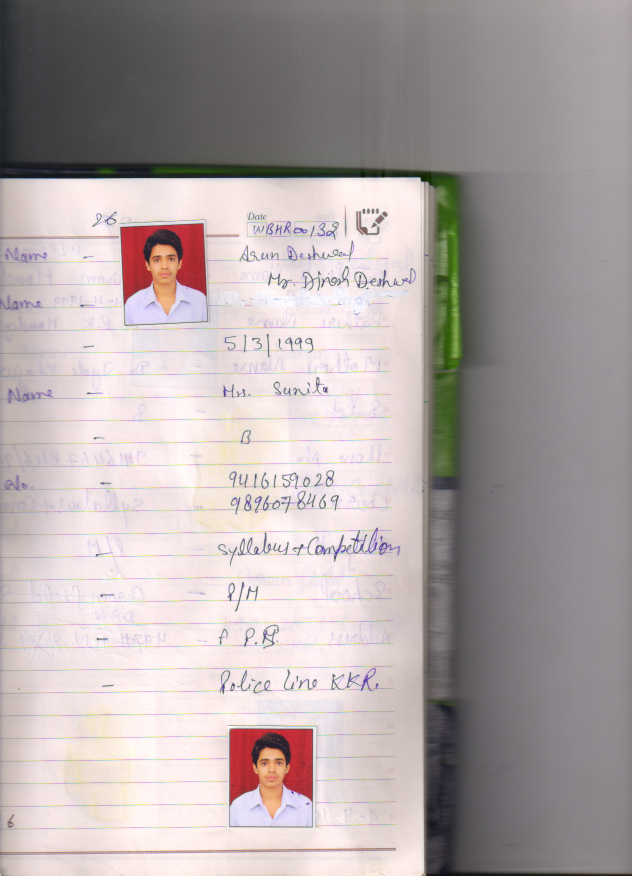 26
Date
WBHR00132
Name - Arun Deshwal
Mr. Dinesh Deshwal
Name -
- 5/3/1999
Name - Mrs. Sunita
- B
No. - 9416159028
9896078469
- Syllabus + Competition
- P/M
- P.
- Police line KKR.
6